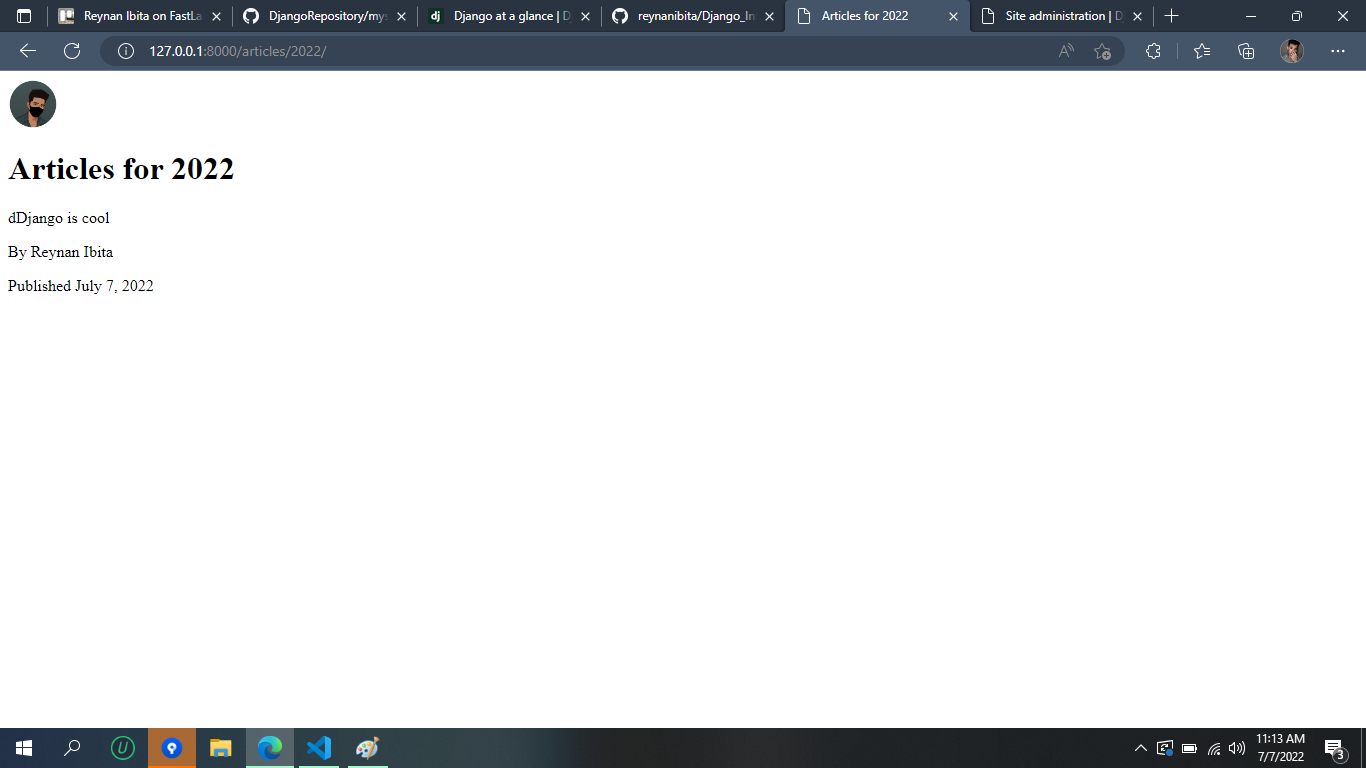 Reynan Ibita on FastLa
DjangoRepository/mys
dj
Django at a glance | D
reynanibita/Django_In
Articles for 2022
Site administration | D
127.0.0.1:8000/articles/2022/
Articles for 2022
dDjango is cool
By Reynan Ibita
Published July 7, 2022
U
11:13 AM
7/7/2022
3